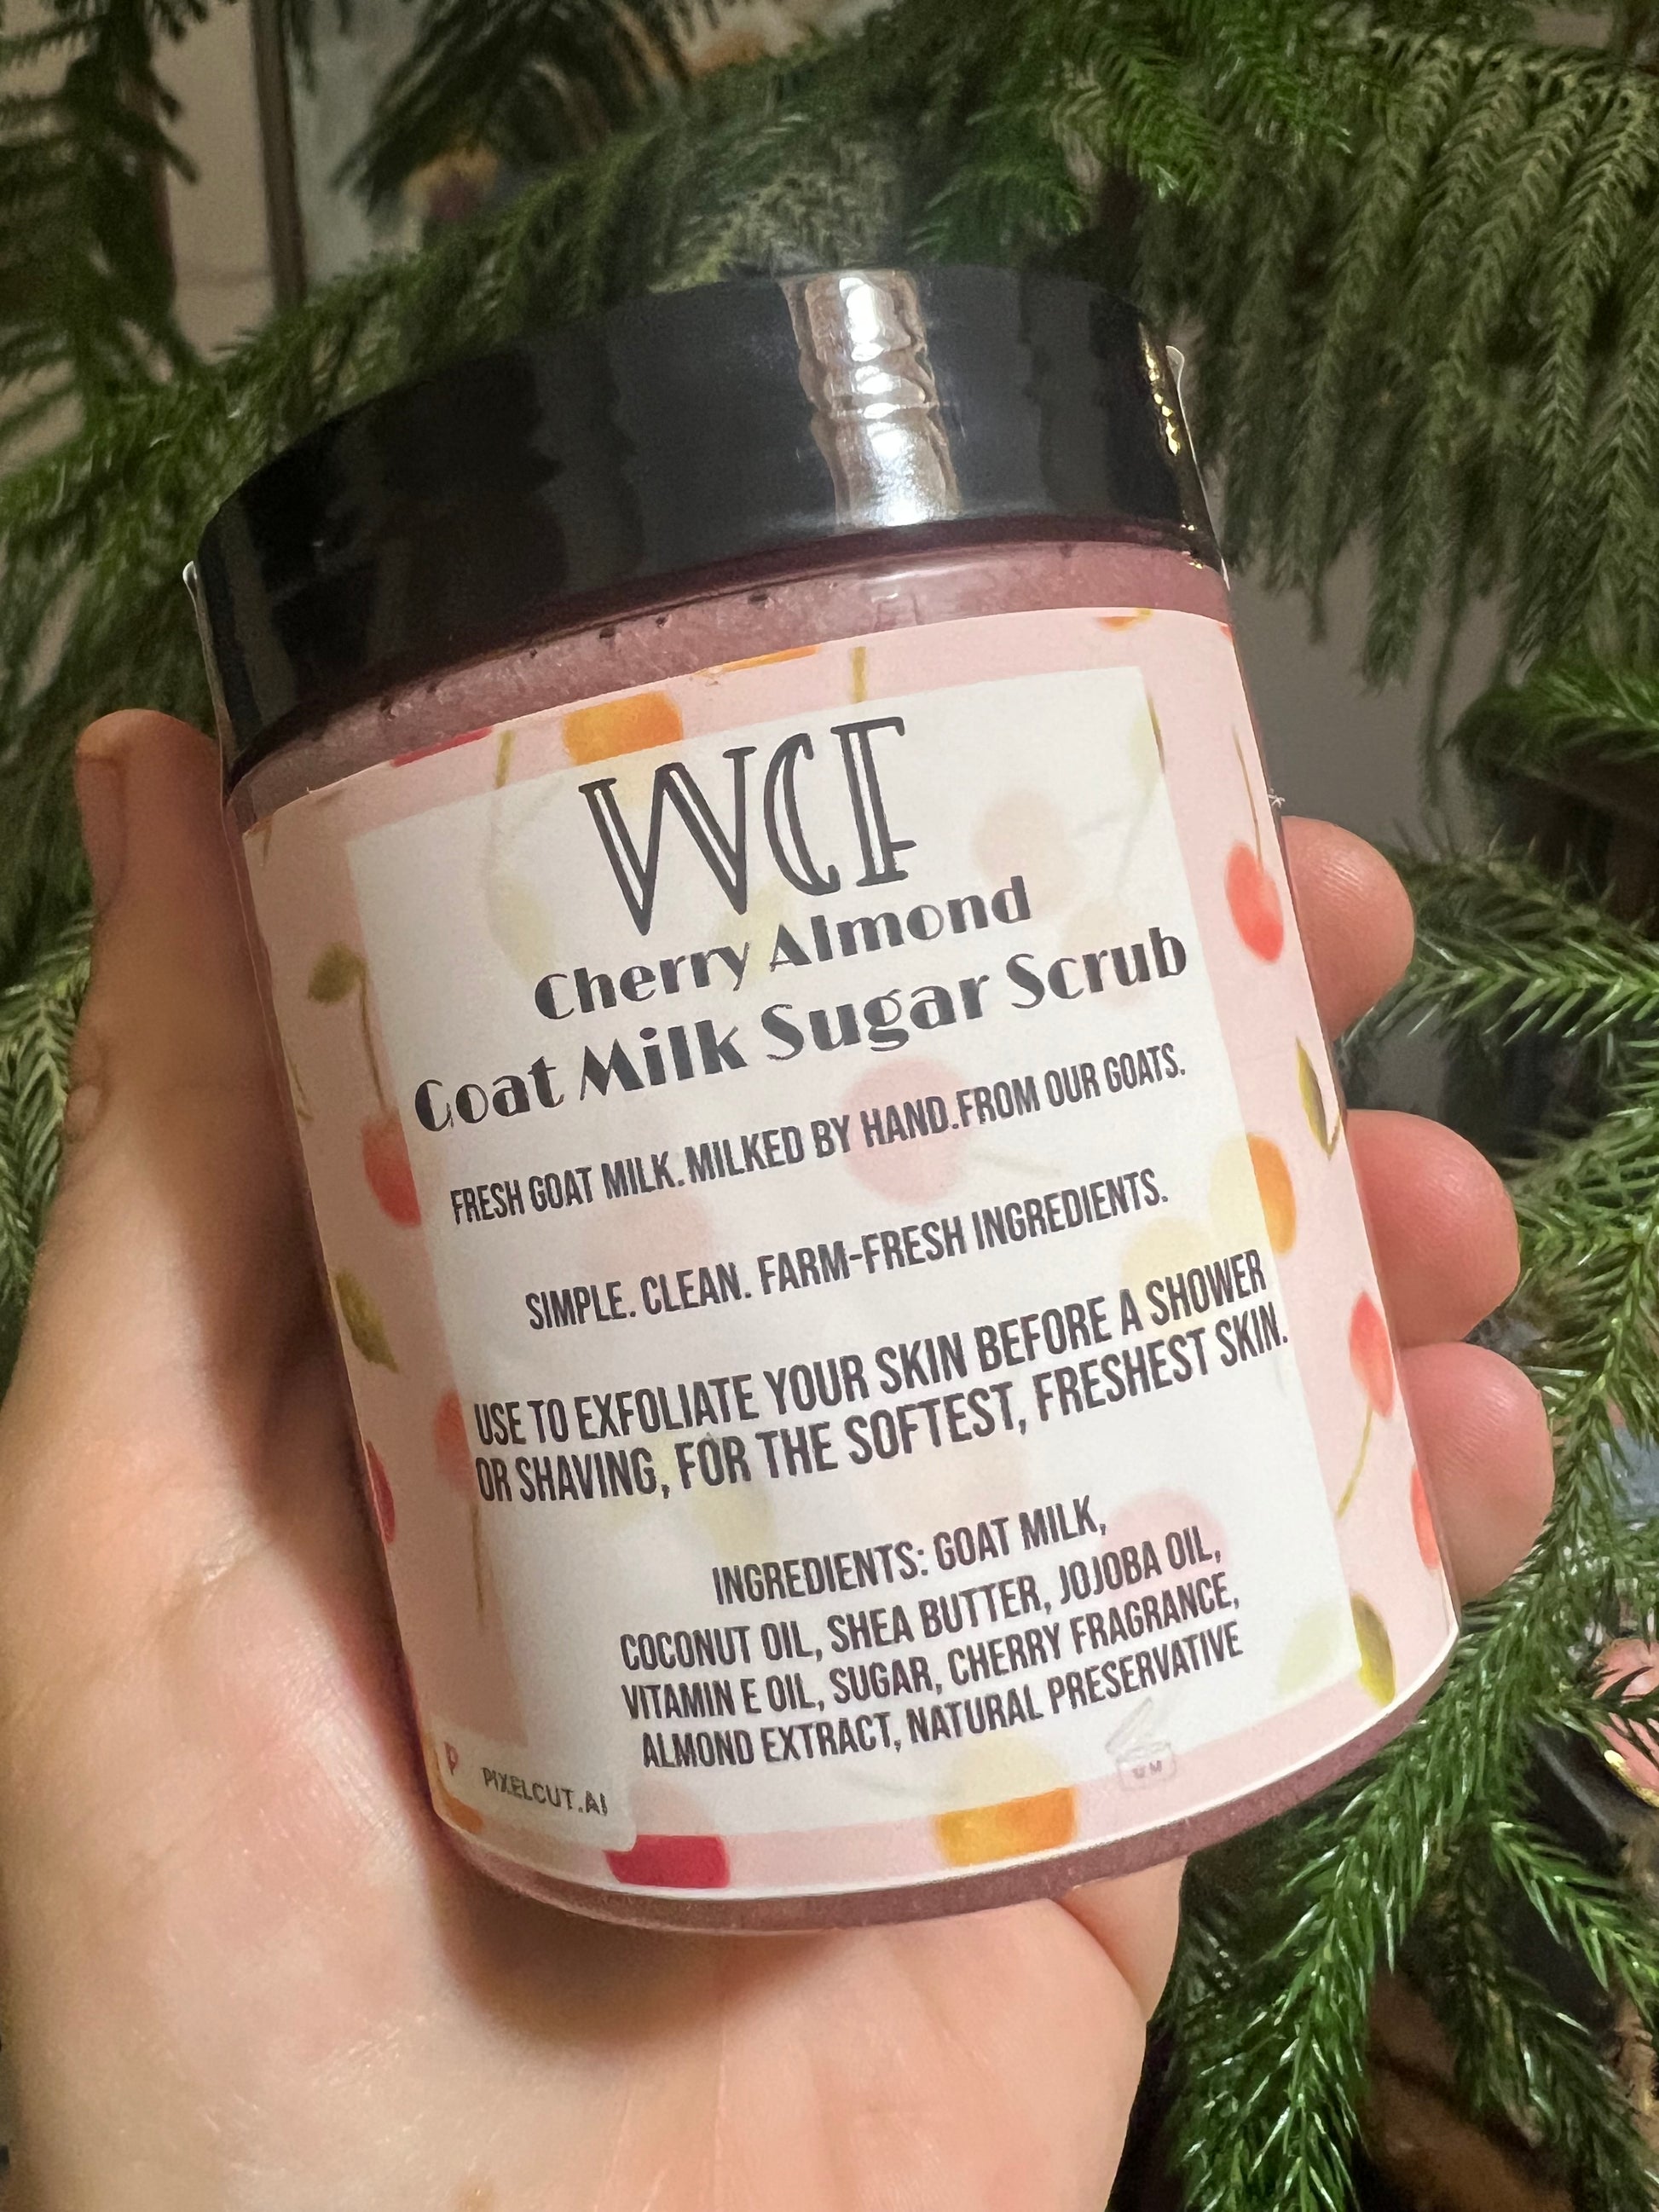 WCF
Cherry Almond
Goat Milk Sugar Scrub
FRESH GOAT MILK. MILKED BY HAND.FROM OUR GOATS.
SIMPLE. CLEAN. FARM-FRESH INGREDIENTS.
USE TO EXFOLIATE YOUR SKIN BEFORE A SHOWER
OR SHAVING, FOR THE SOFTEST, FRESHEST SKIN.
INGREDIENTS: GOAT MILK,
COCONUT OIL, SHEA BUTTER, JOJOBA OIL,
VITAMIN E OIL, SUGAR, CHERRY FRAGRANCE,
ALMOND EXTRACT, NATURAL PRESERVATIVE
P PIXELCUT.AI